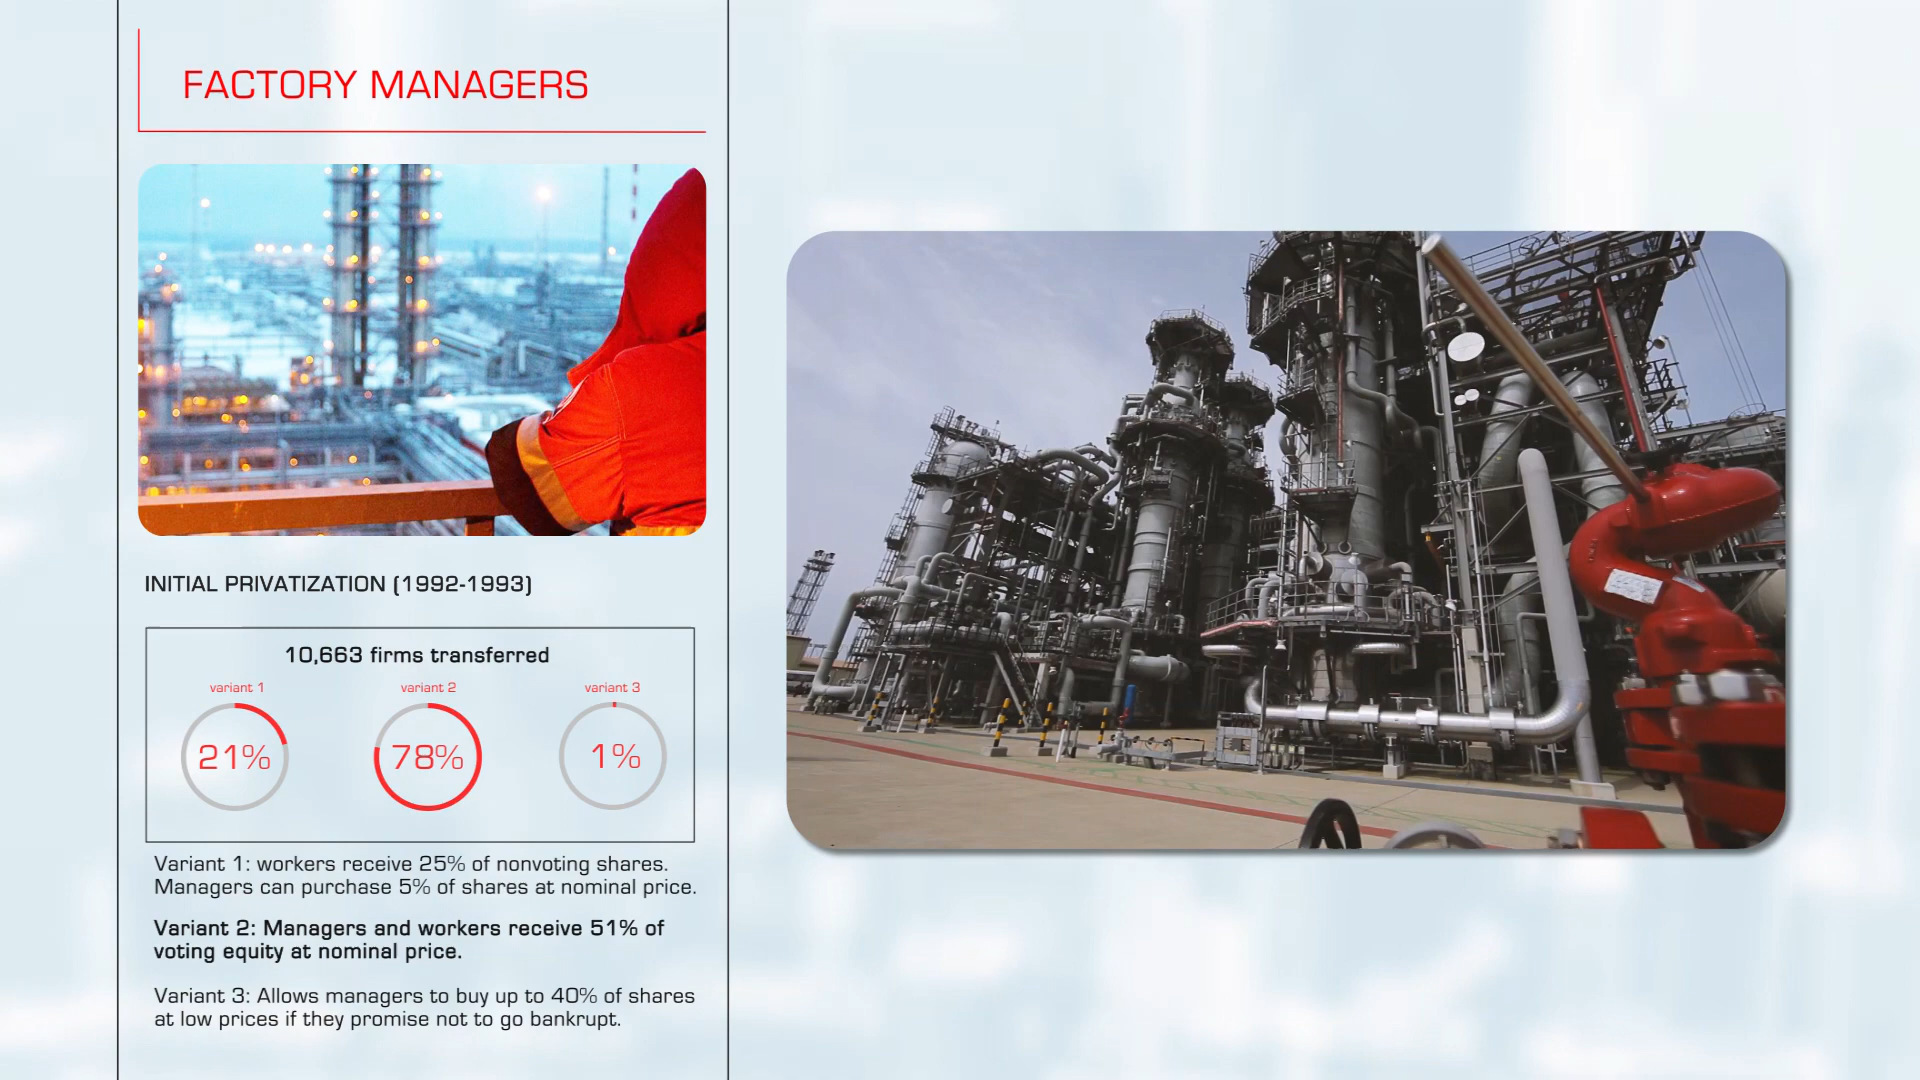 FACTORY MANAGERS
INITIAL PRIVATIZATION (1992-1993)
10,663 firms transferred
variant 1
variant 2
variant 3
21%
78%
1%
Variant 1: workers receive 25% of nonvoting shares.
Managers can purchase 5% of shares at nominal price.
Variant 2: Managers and workers receive 51% of
voting equity at nominal price.
Variant 3: Allows managers to buy up to 40% of shares
at low prices if they promise not to go bankrupt.